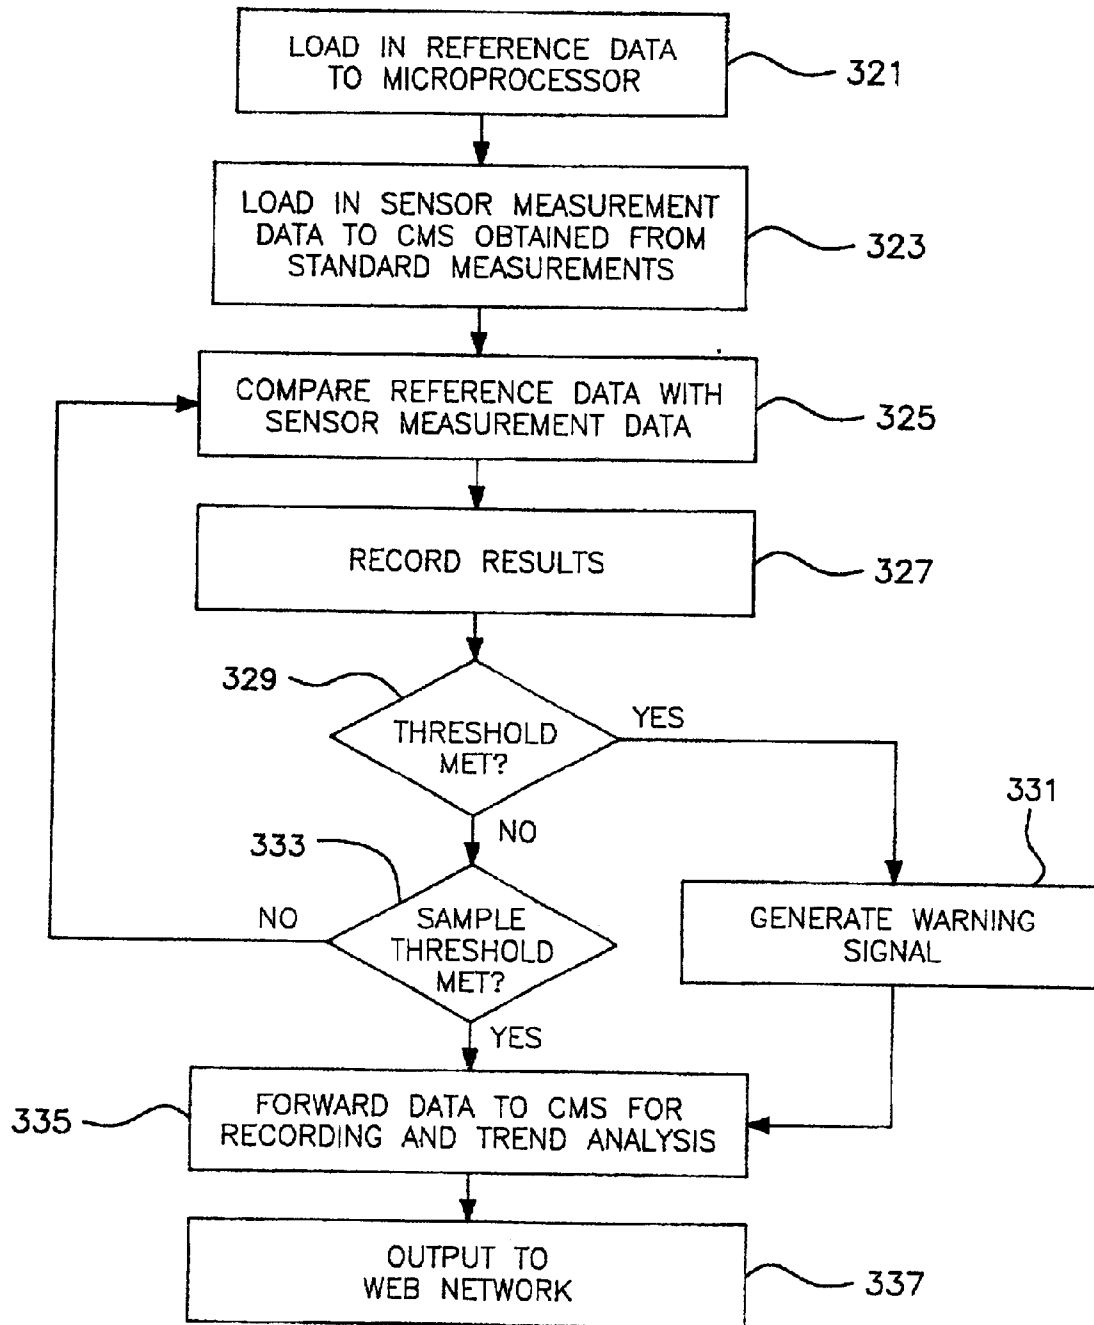 LOAD IN REFERENCE DATA
TO MICROPROCESSOR
321
LOAD IN SENSOR MEASUREMENT
DATA TO CMS OBTAINED FROM
STANDARD MEASUREMENTS
323
COMPARE REFERENCE DATA WITH
SENSOR MEASUREMENT DATA
325
RECORD RESULTS
327
329
THRESHOLD
MET?
YES
NO
331
GENERATE WARNING
SIGNAL
333
SAMPLE
THRESHOLD
MET?
NO
YES
335
FORWARD DATA TO CMS FOR
RECORDING AND TREND ANALYSIS
OUTPUT TO
WEB NETWORK
337